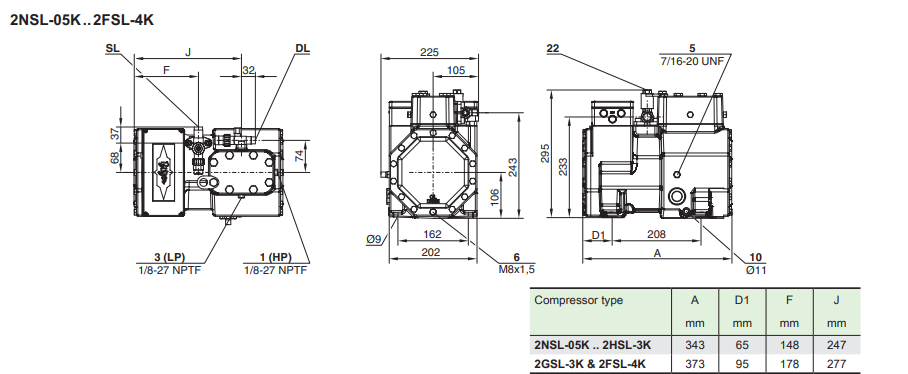 2NSL-05K .. 2FSL-4K
SL
J
DL
F
32
37
68
74
3 (LP)
1/8-27 NPTF
1 (HP)
1/8-27 NPTF
225
105
243
106
Ø9
162
202
6
M8x1,5
22
5
7/16-20 UNF
295
233
D1
208
A
10
Ø11
Compressor type A D1 F J
mm mm mm mm
2NSL-05K .. 2HSL-3K 343 65 148 247
2GSL-3K & 2FSL-4K 373 95 178 277